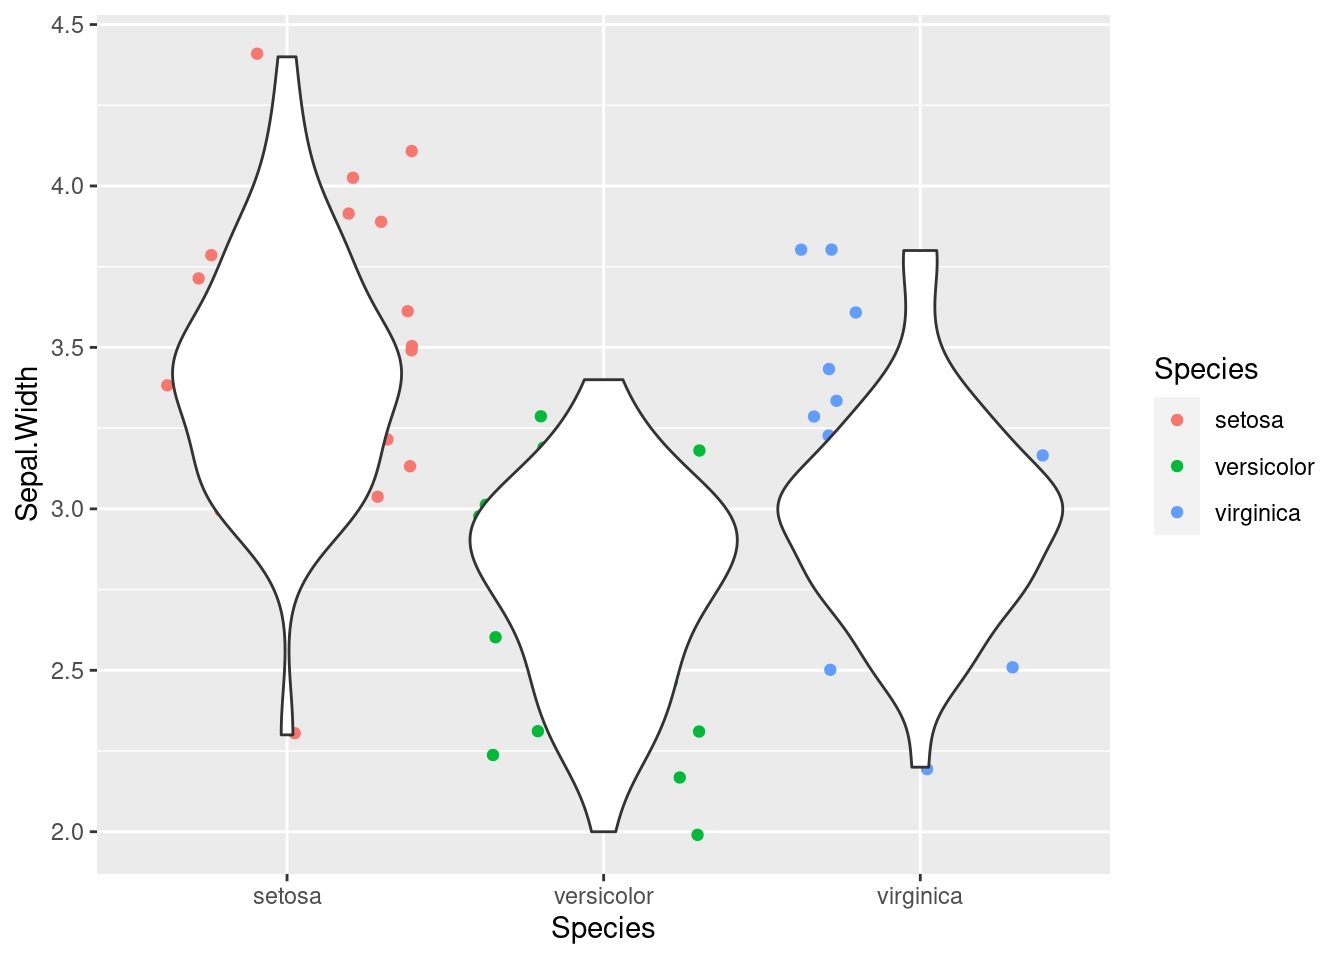 4.5
4.0
3.5
3.0
2.5
2.0
Sepal.Width
setosa
versicolor
virginica
Species
Species
setosa
versicolor
virginica